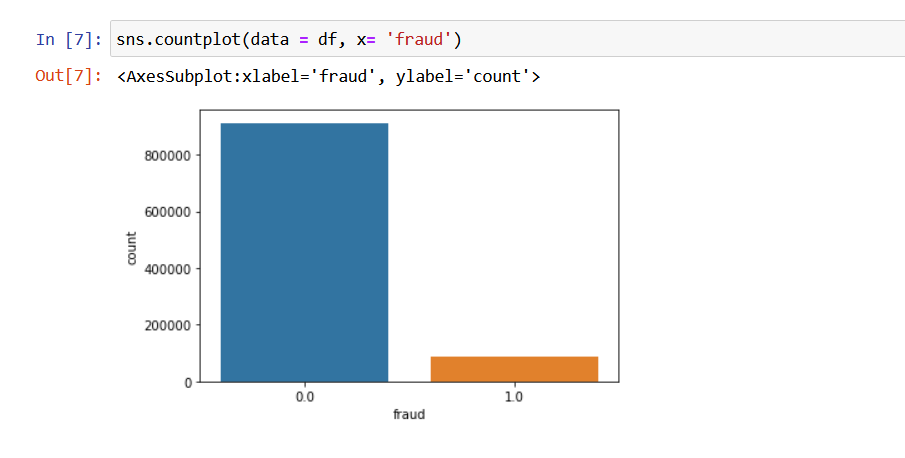 In [7]: sns.countplot(data = df, x= 'fraud')
Out[7]: <AxesSubplot:xlabel='fraud', ylabel='count'>
800000
600000
400000
200000
0
count
0.0 1.0
fraud